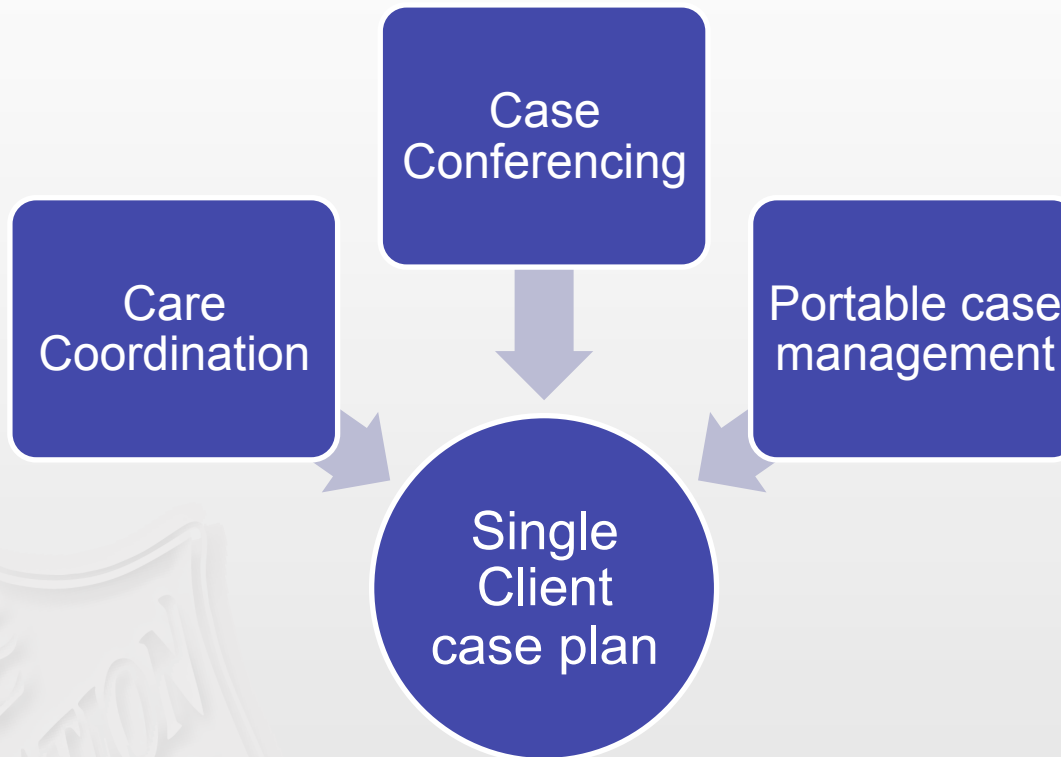 Case
Conferencing
Care
Coordination
Portable case
management
Single
Client
case plan